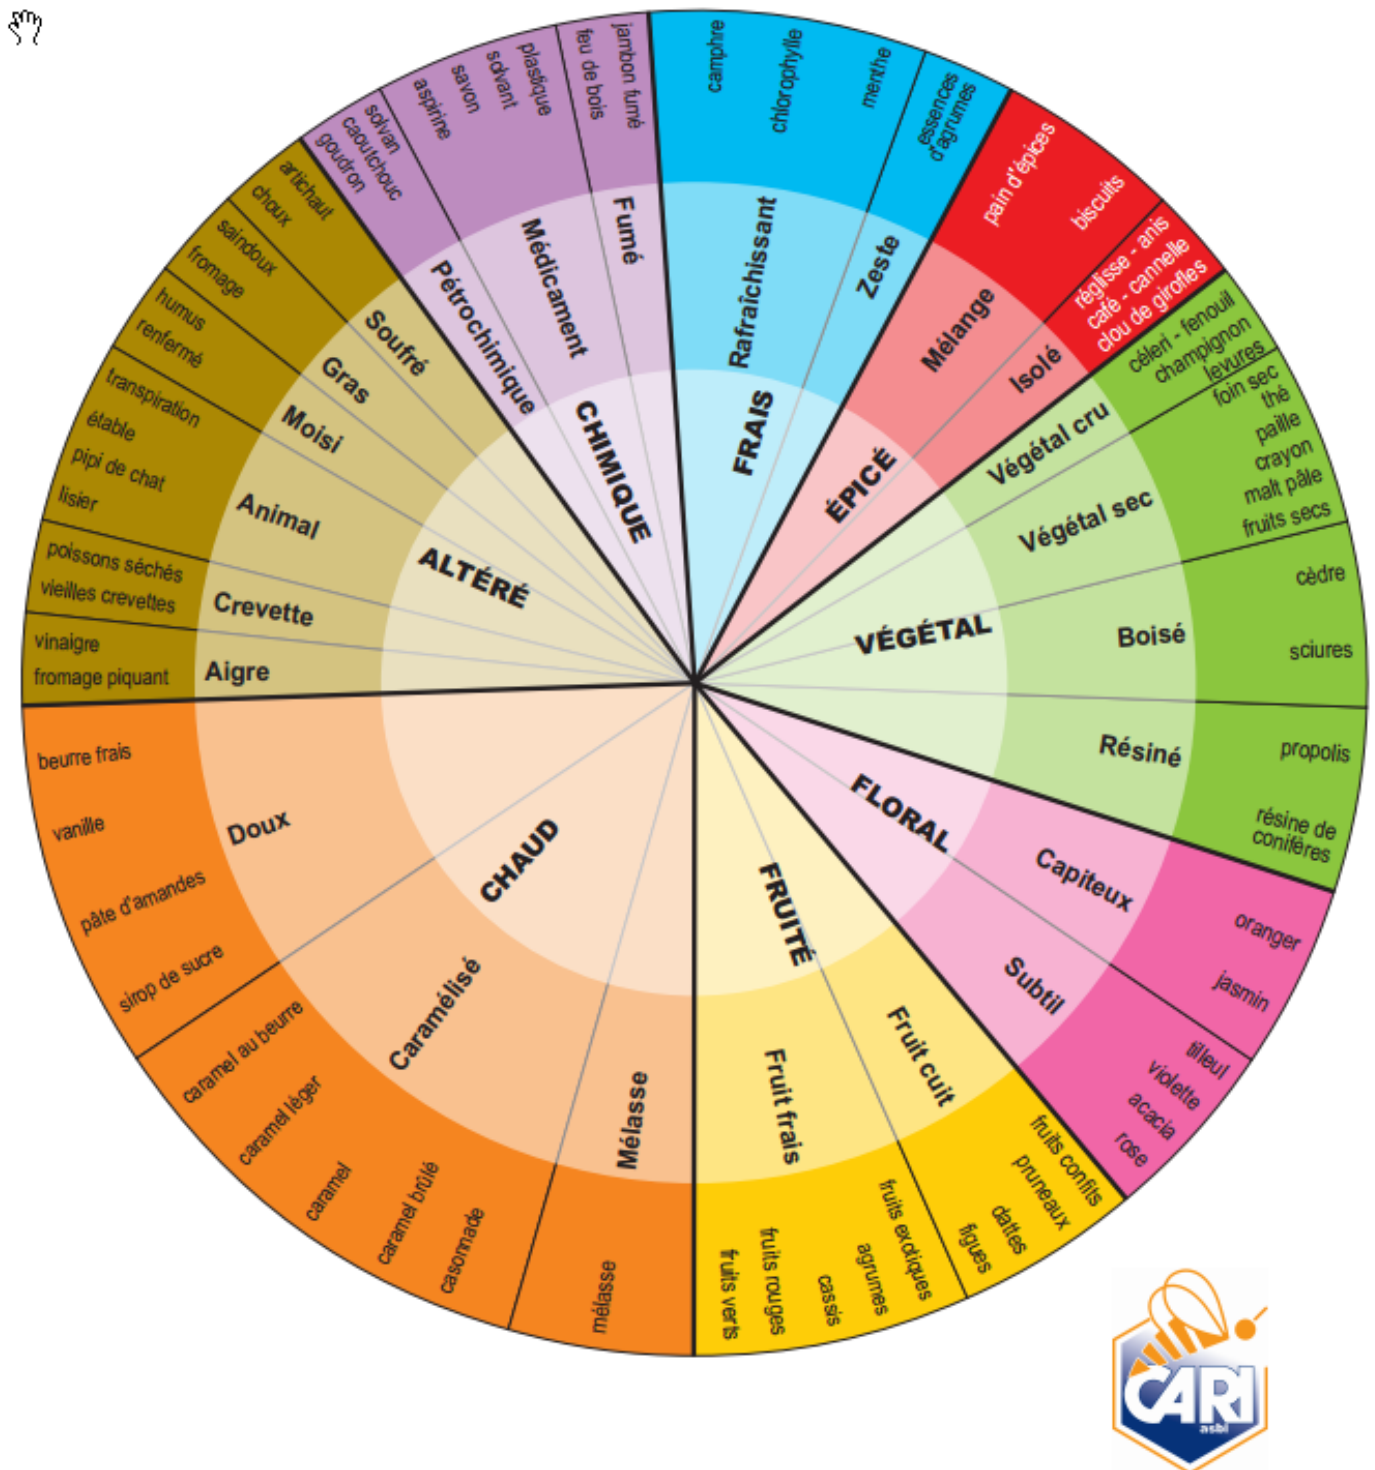 FRAIS
Rafraîchissant
camphre
chlorophylle
menthe
Zeste
essences
d'agrumes
ÉPICÉ
Mélange
pain d'épices
biscuits
Isolé
réglisse - anis
café - cannelle
clou de girofles
VÉGÉTAL
Végétal cru
céleri - fenouil
champignon
levures
Végétal sec
foin sec
thé
paille
crayon
malt pâle
fruits secs
Boisé
cèdre
sciures
Résiné
propolis
résine de
conifères
FLORAL
Capiteux
oranger
jasmin
Subtil
tilleul
violette
acacia
rose
FRUITÉ
Fruit cuit
fruits confits
pruneaux
dattes
figues
Fruit frais
fruits exotiques
agrumes
cassis
fruits rouges
fruits verts
CHAUD
Mélasse
mélasse
Caramélisé
casonnade
caramel brûlé
caramel
caramel léger
caramel au beurre
Doux
sirop de sucre
pâte d'amandes
vanille
beurre frais
ALTÉRÉ
Aigre
fromage piquant
vinaigre
Crevette
vieilles crevettes
poissons séchés
Animal
lisier
pipi de chat
étable
transpiration
Moisi
renfermé
humus
Gras
fromage
saindoux
Soufré
choux
artichaut
CHIMIQUE
Pétrochimique
goudron
caoutchouc
solvan
Médicament
aspirine
savon
solvant
plastique
Fumé
feu de bois
jambon fumé
CARI
asbl